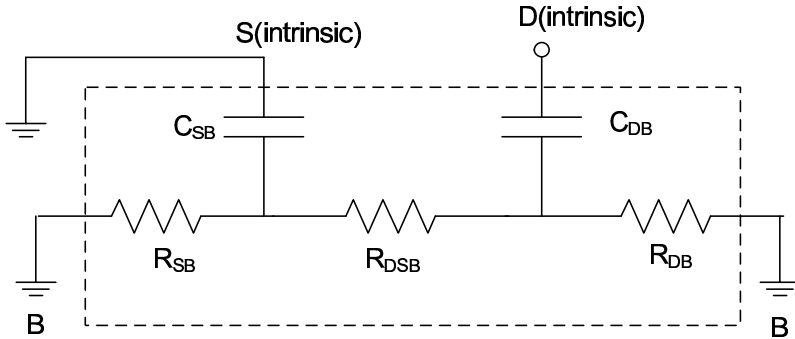 S(intrinsic)
D(intrinsic)
CSB
CDB
RSB
RDSB
RDB
B
B